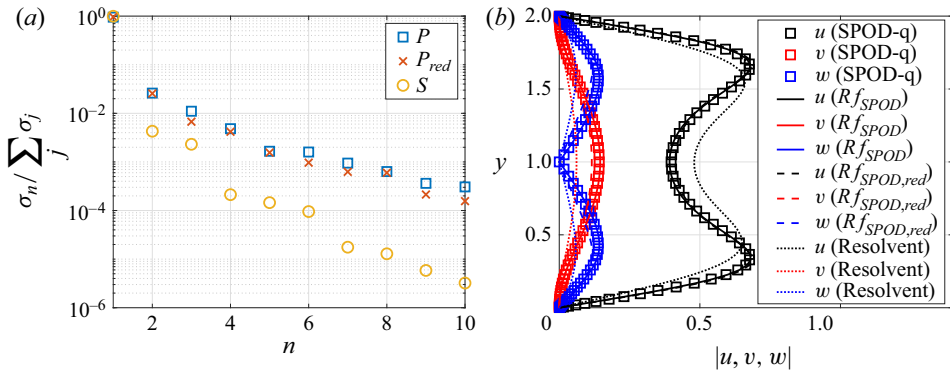 (a)
10^0
10^-2
10^-4
10^-6
σ_n/∑_j σ_j
2
4
6
8
10
n
P
P_red
S
(b)
2.0
1.5
y 1.0
0.5
0
0.5
1.0
|u, v, w|
u (SPOD-q)
v (SPOD-q)
w (SPOD-q)
u (Rf_SPOD)
v (Rf_SPOD)
w (Rf_SPOD)
u (Rf_SPOD,red)
v (Rf_SPOD,red)
w (Rf_SPOD,red)
u (Resolvent)
v (Resolvent)
w (Resolvent)